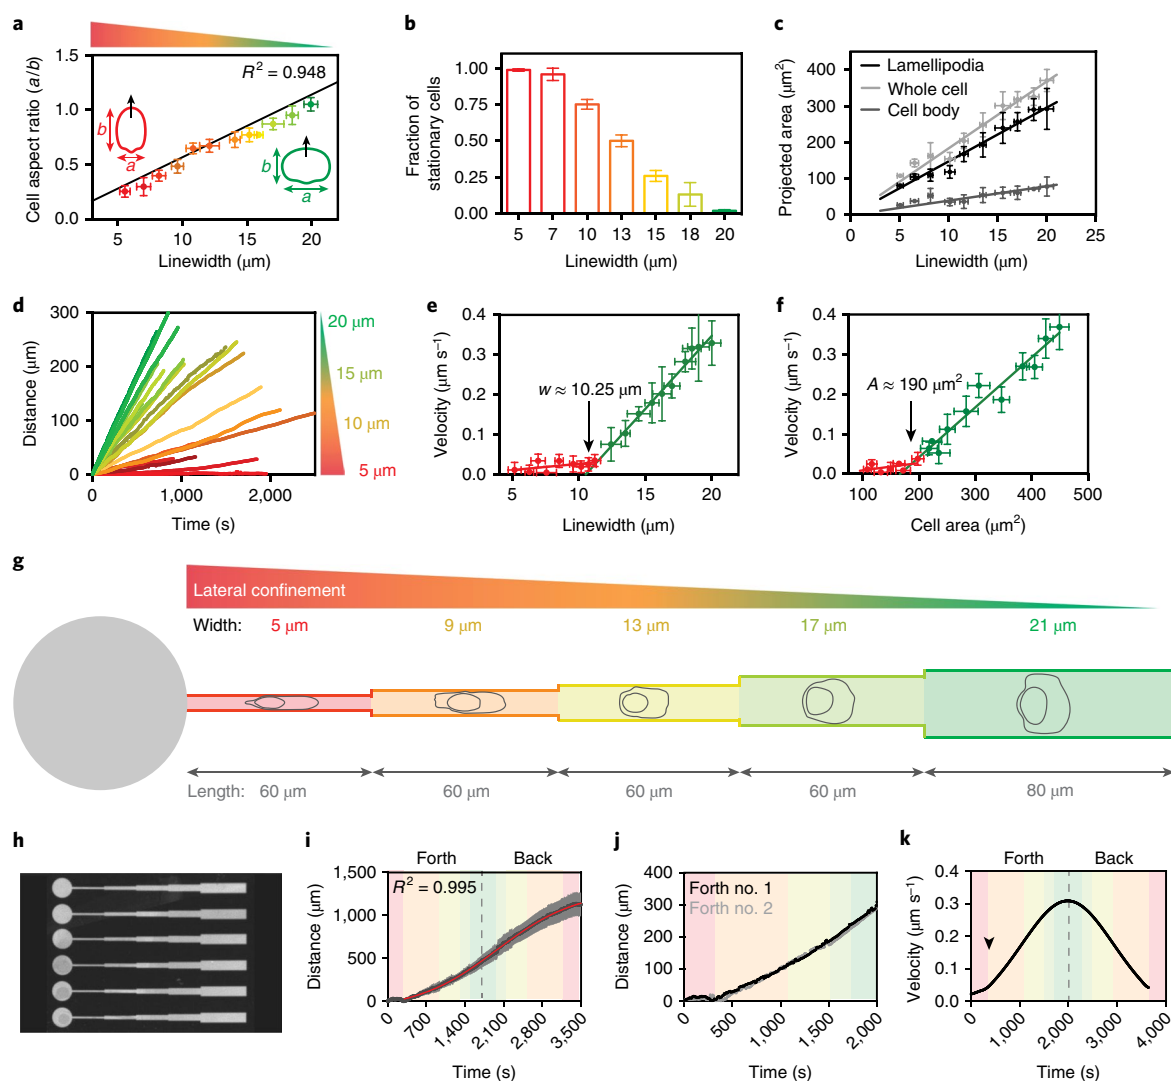 a
R² = 0.948
Cell aspect ratio (a/b)
1.5
1.0
0.5
0.0
b
a
b
a
5
10
15
20
Linewidth (μm)
b
Fraction of
stationary cells
1.00
0.75
0.50
0.25
0.00
5 7 10 13 15 18 20
Linewidth (μm)
c
Projected area
(μm²)
400
300
200
100
0
Lamellipodia
Whole cell
Cell body
0 5 10 15 20 25
Linewidth (μm)
d
Distance (μm)
300
200
100
0
0 1,000 2,000
Time (s)
20 μm
15 μm
10 μm
5 μm
e
Velocity (μm s⁻¹)
0.4
0.3
0.2
0.1
0.0
w ≈ 10.25 μm
5 10 15 20
Linewidth (μm)
f
Velocity (μm s⁻¹)
0.4
0.3
0.2
0.1
0.0
A ≈ 190 μm²
100 200 300 400 500
Cell area (μm²)
g
Lateral confinement
Width: 5 μm 9 μm 13 μm 17 μm 21 μm
Length: 60 μm 60 μm 60 μm 60 μm 80 μm
h
i
Forth Back
R² = 0.995
Distance (μm)
1,500
1,000
500
0
0 700 1,400 2,100 2,800 3,500
Time (s)
j
Forth no. 1
Forth no. 2
Distance (μm)
400
300
200
100
0
0 500 1,000 1,500 2,000
Time (s)
k
Forth Back
Velocity (μm s⁻¹)
0.4
0.3
0.2
0.1
0.0
0 1,000 2,000 3,000 4,000
Time (s)